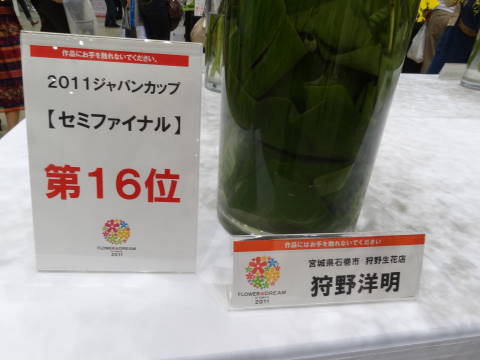 作品にお手を触れないでください。
2011ジャパンカップ
【セミファイナル】
第16位
FLOWER DREAM
2011
作品にはお手を触れないでください
宮城県石巻市 狩野生花店
狩野洋明
FLOWER DREAM
2011